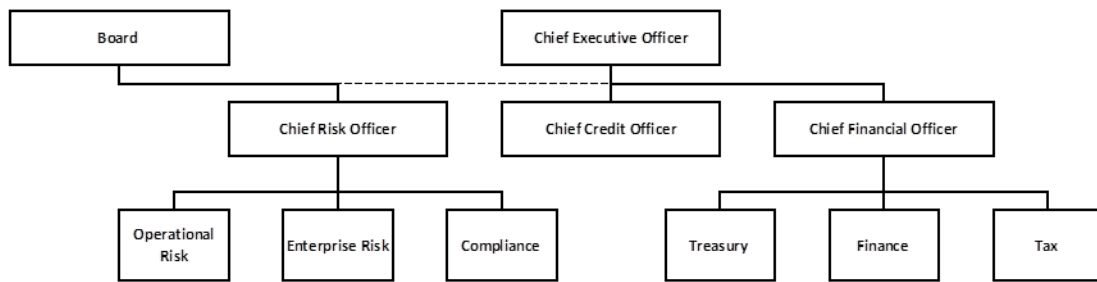 Board
Chief Executive Officer
Chief Risk Officer
Chief Credit Officer
Chief Financial Officer
Operational
Risk
Enterprise Risk
Compliance
Treasury
Finance
Tax